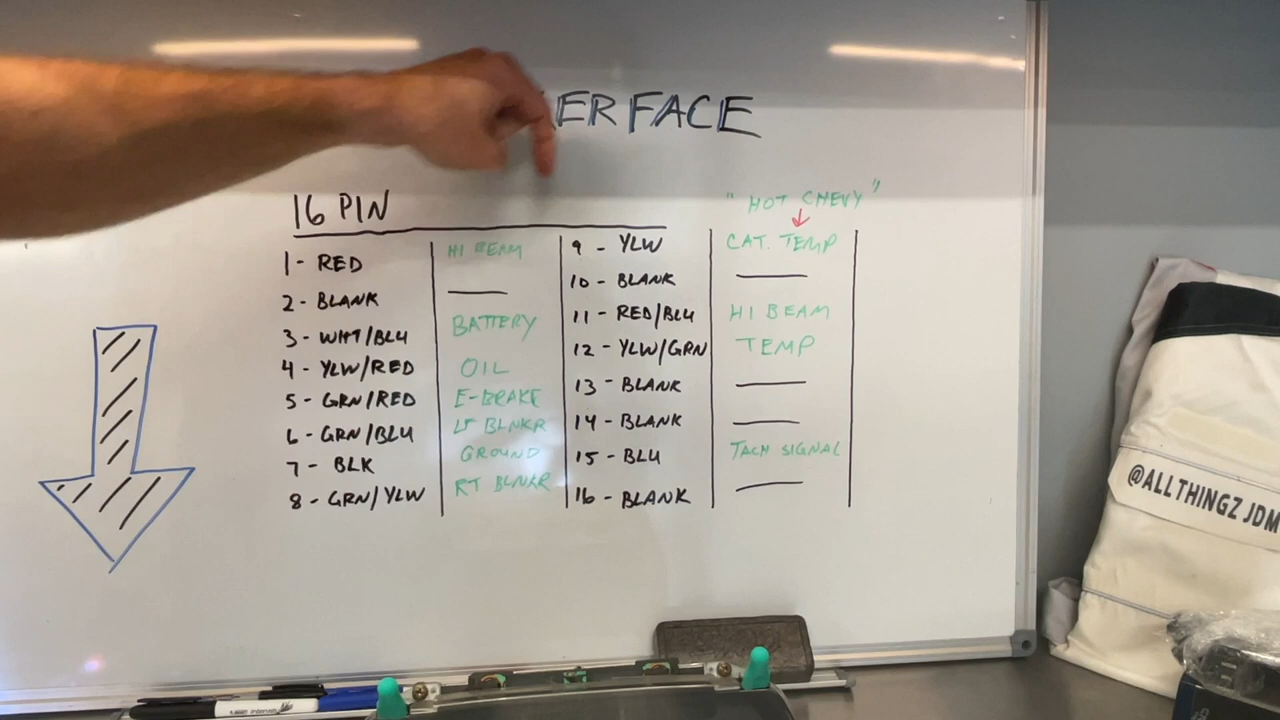 ERFACE
16 PIN
"HOT CHEVY"
1 - RED HI BEAM
2 - BLANK
3 - WHT/BLU BATTERY
4 - YLW/RED OIL
5 - GRN/RED E-BRAKE
6 - GRN/BLU LT BLNKR
7 - BLK GROUND
8 - GRN/YLW RT BLNKR
9 - YLW CAT. TEMP
10 - BLANK
11 - RED/BLU HI BEAM
12 - YLW/GRN TEMP
13 - BLANK
14 - BLANK
15 - BLU TACH SIGNAL
16 - BLANK
@ALLTHINGZJDM